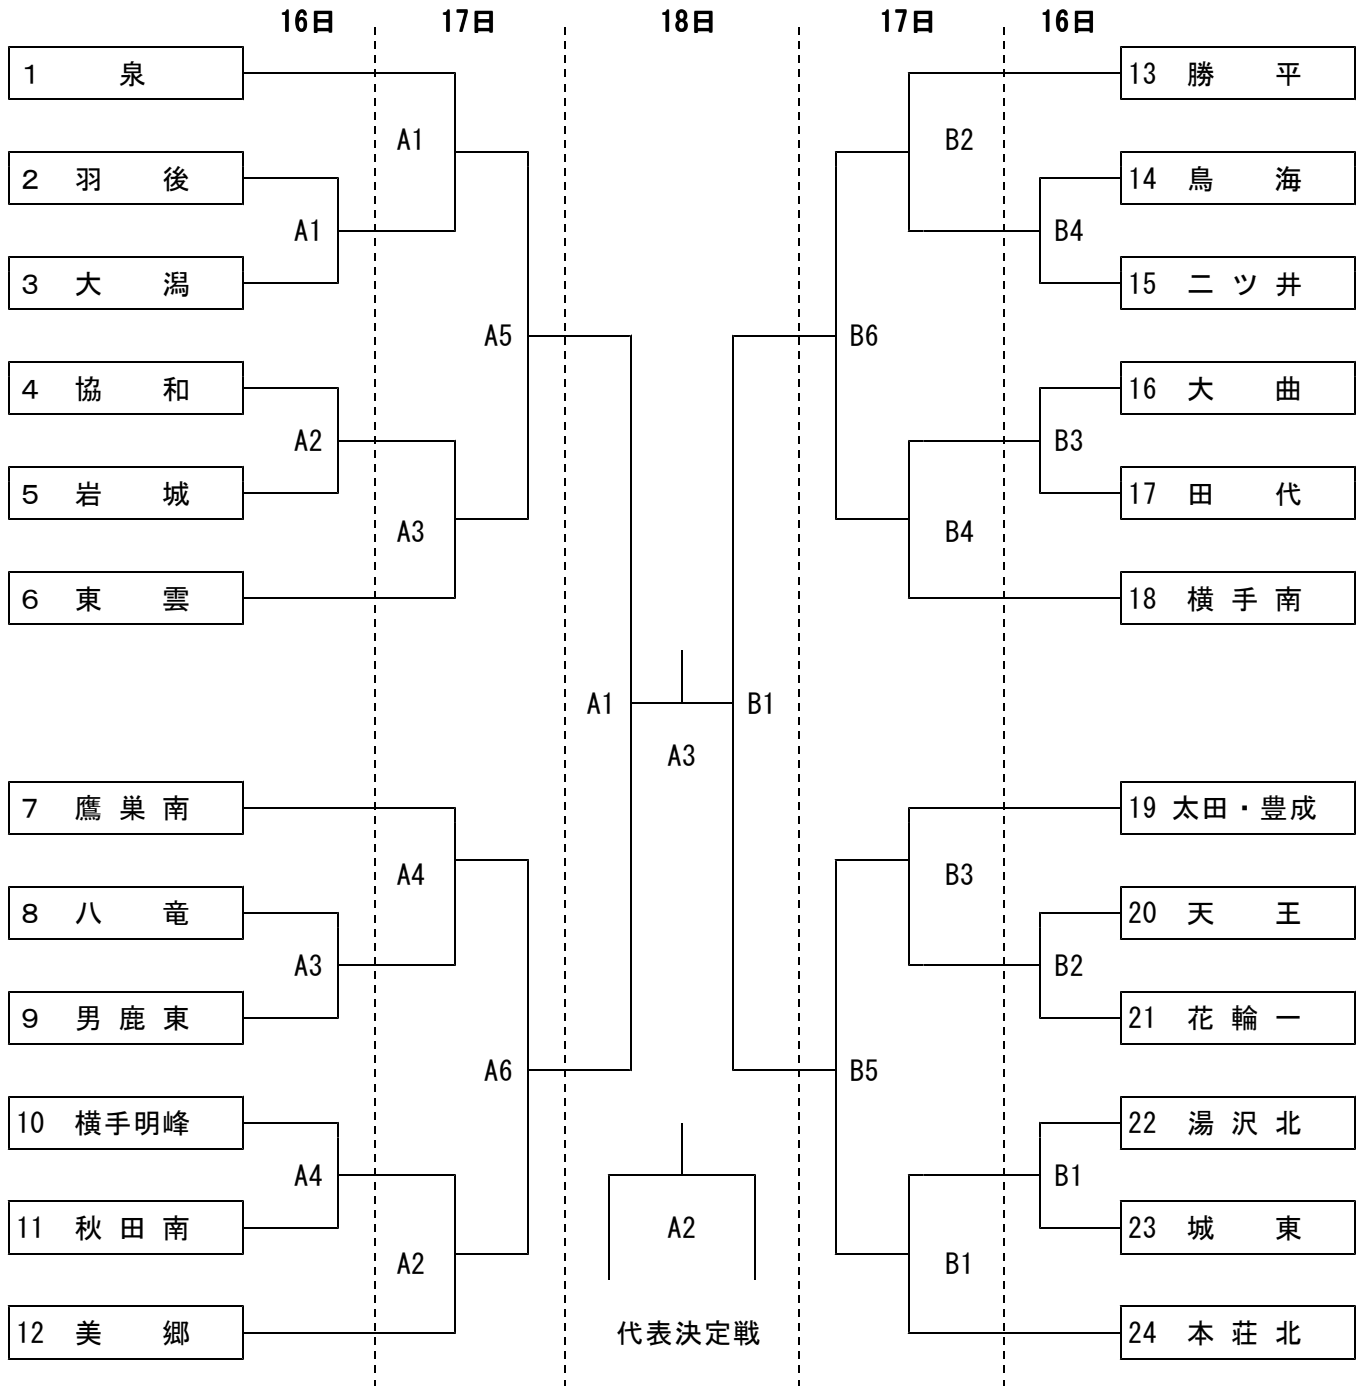 16日 17日 18日 17日 16日
1 泉 13 勝 平
A1 B2
2 羽 後 14 鳥 海
A1 B4
3 大 潟 15 二 ツ 井
A5 B6
4 協 和 16 大 曲
A2 B3
5 岩 城 17 田 代
A3 B4
6 東 雲 18 横 手 南
A1 B1
A3
7 鷹 巣 南 19 太田・豊成
A4 B3
8 八 竜 20 天 王
A3 B2
9 男 鹿 東 21 花 輪 一
A6 B5
10 横手明峰 22 湯 沢 北
A4 B1
11 秋 田 南 A2 23 城 東
A2 B1
12 美 郷 代表決定戦 24 本 荘 北